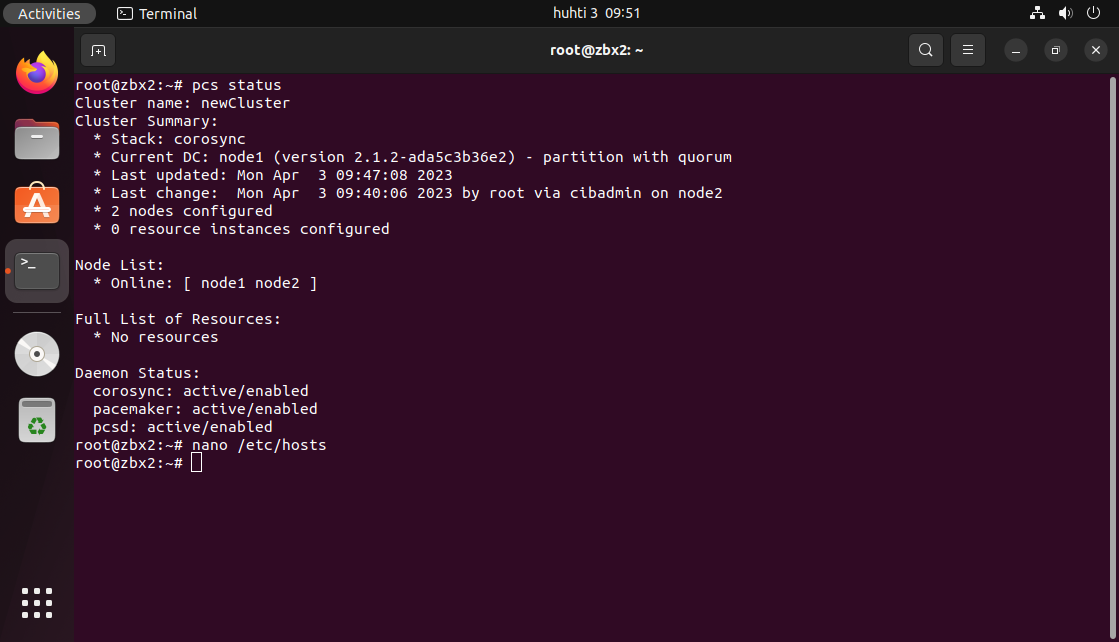 Activities
Terminal
huhti 3 09:51
root@zbx2: ~
root@zbx2:~# pcs status
Cluster name: newCluster
Cluster Summary:
  * Stack: corosync
  * Current DC: node1 (version 2.1.2-ada5c3b36e2) - partition with quorum
  * Last updated: Mon Apr  3 09:47:08 2023
  * Last change:  Mon Apr  3 09:40:06 2023 by root via cibadmin on node2
  * 2 nodes configured
  * 0 resource instances configured
Node List:
  * Online: [ node1 node2 ]
Full List of Resources:
  * No resources
Daemon Status:
  corosync: active/enabled
  pacemaker: active/enabled
  pcsd: active/enabled
root@zbx2:~# nano /etc/hosts
root@zbx2:~#